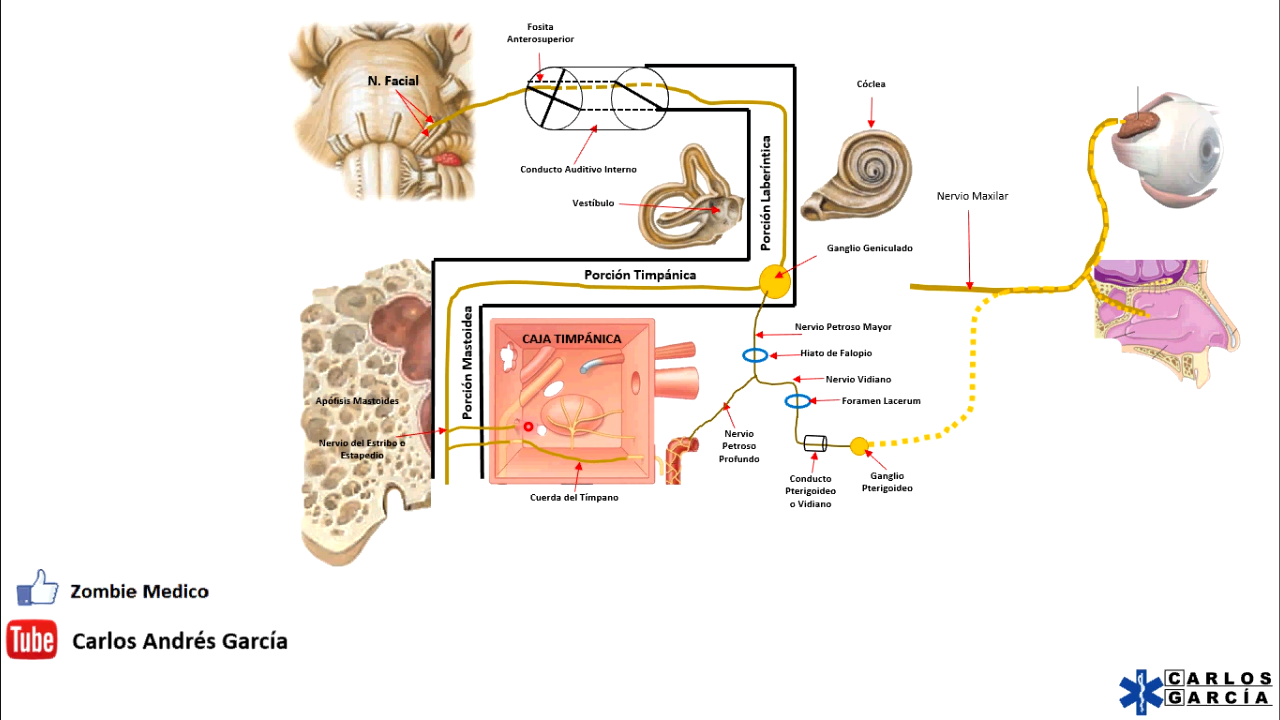 Fosita
Anterosuperior
N. Facial
Cóclea
Conducto Auditivo Interno
Porción Laberíntica
Nervio Maxilar
Vestíbulo
Ganglio Geniculado
Porción Timpánica
Porción Mastoidea
Nervio Petroso Mayor
CAJA TIMPÁNICA
Hiato de Falopio
Nervio Vidiano
Apófisis Mastoides
Foramen Lacerum
Nervio del Estribo o
Estapedio
Nervio
Petroso
Profundo
Conducto
Pterigoideo
o Vidiano
Ganglio
Pterigoideo
Cuerda del Tímpano
Zombie Medico
Tube
Carlos Andrés García
CARLOS
GARCÍA